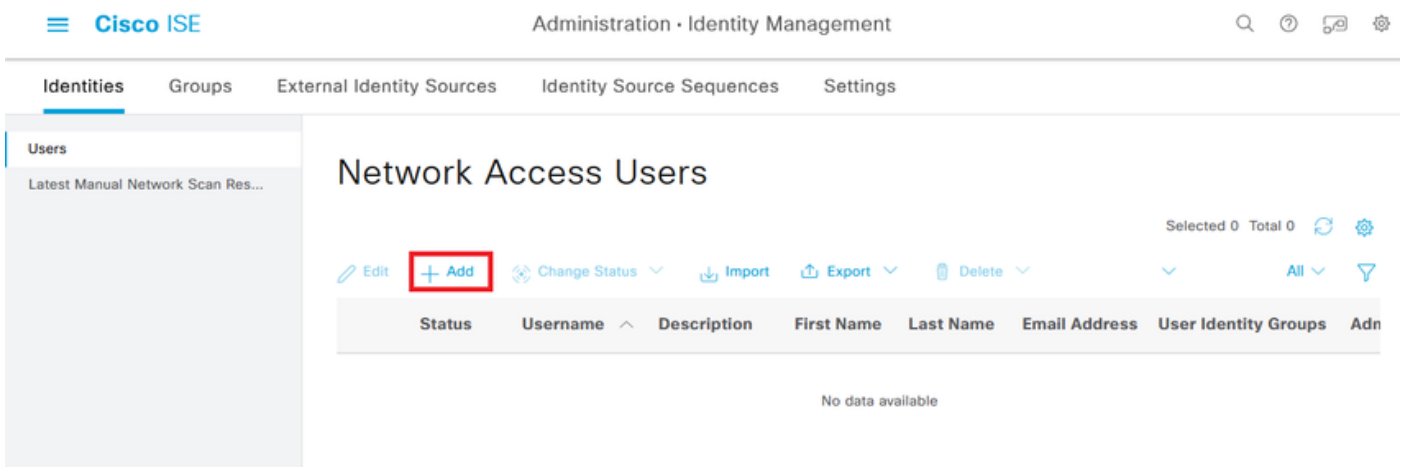 Cisco ISE Administration · Identity Management
Identities Groups External Identity Sources Identity Source Sequences Settings
Users
Latest Manual Network Scan Res...
Network Access Users
Selected 0 Total 0
Edit + Add Change Status Import Export Delete All
Status Username Description First Name Last Name Email Address User Identity Groups Adn
No data available